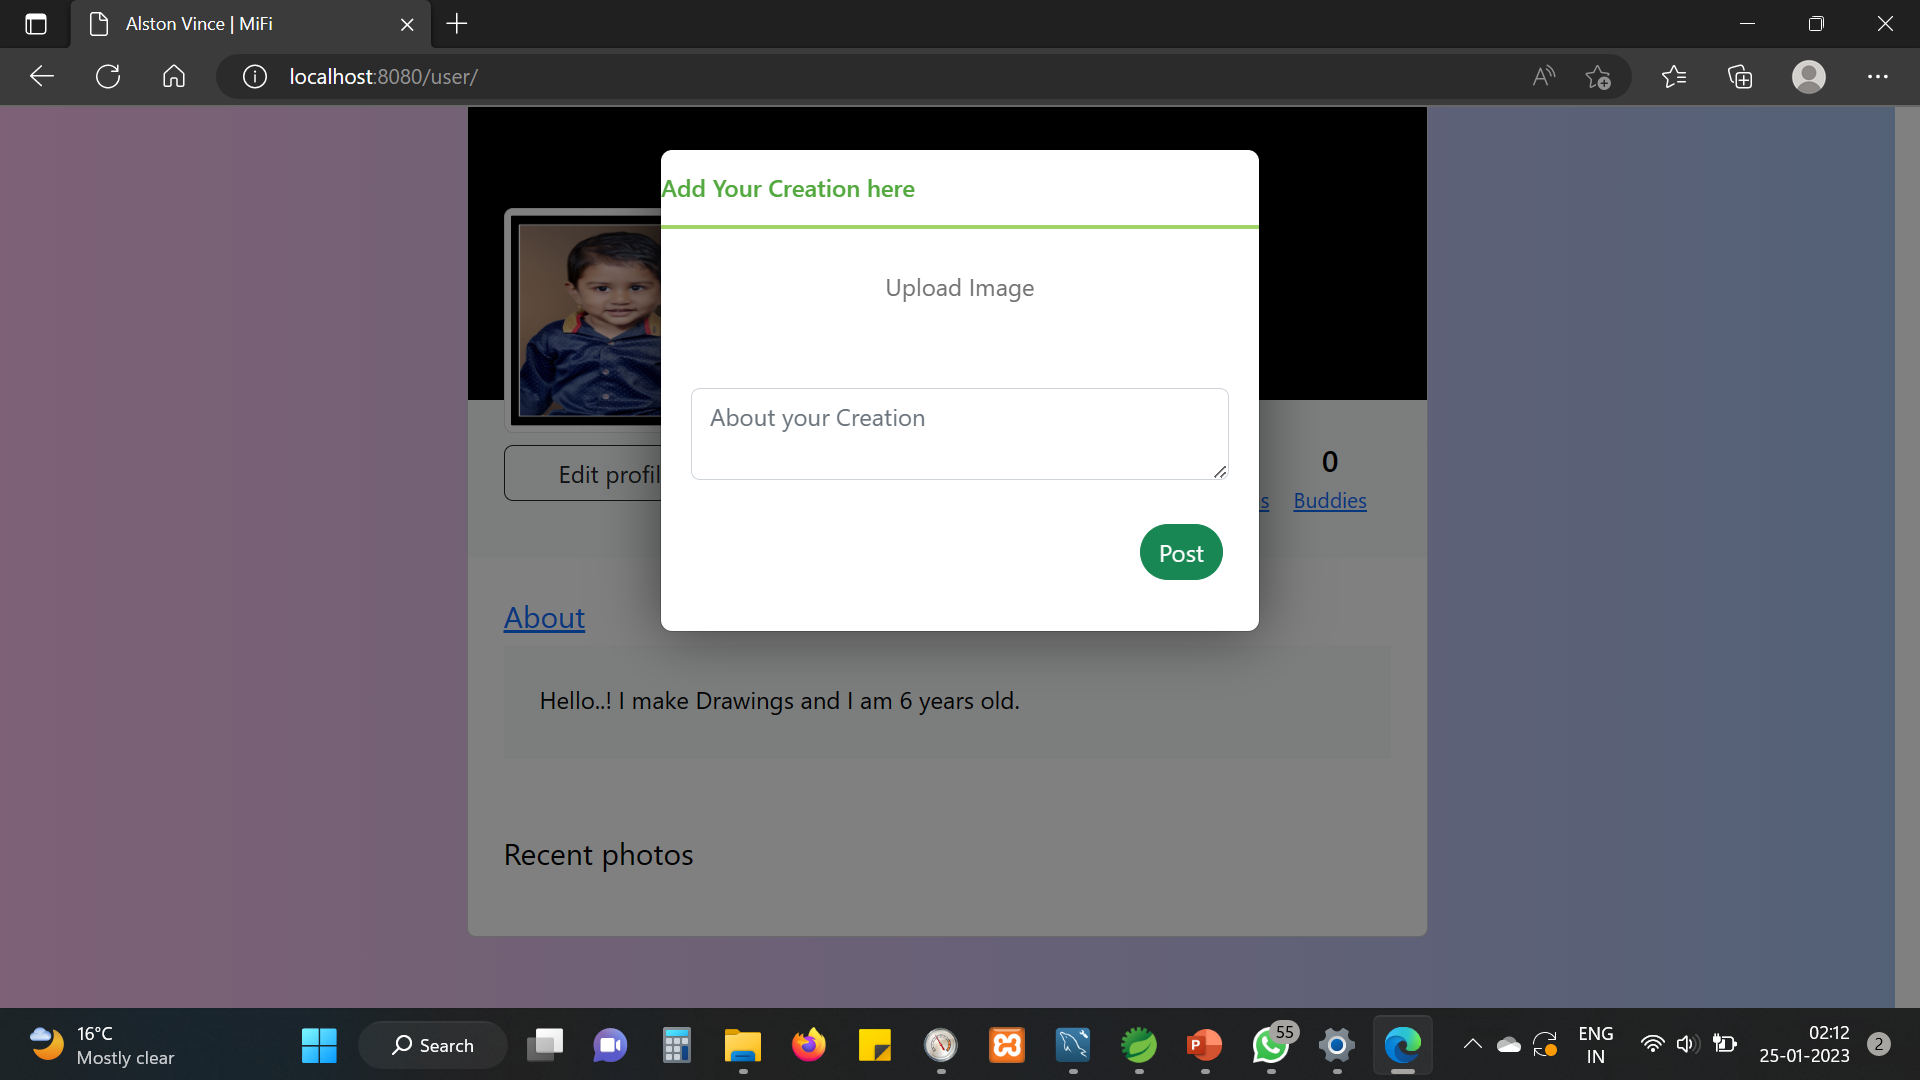 Alston Vince | MiFi
localhost:8080/user/
Add Your Creation here
Upload Image
About your Creation
Post
Edit profil
s
0
Buddies
About
Hello..! I make Drawings and I am 6 years old.
Recent photos
16°C
Mostly clear
Search
P
55
ENG
IN
02:12
25-01-2023
2